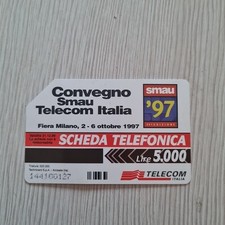 Convegno
Smau
Telecom Italia
Fiera Milano, 2 - 6 ottobre 1997
smau
'97
SCHEDA TELEFONICA
Lire 5.000
TELECOM
ITALIA